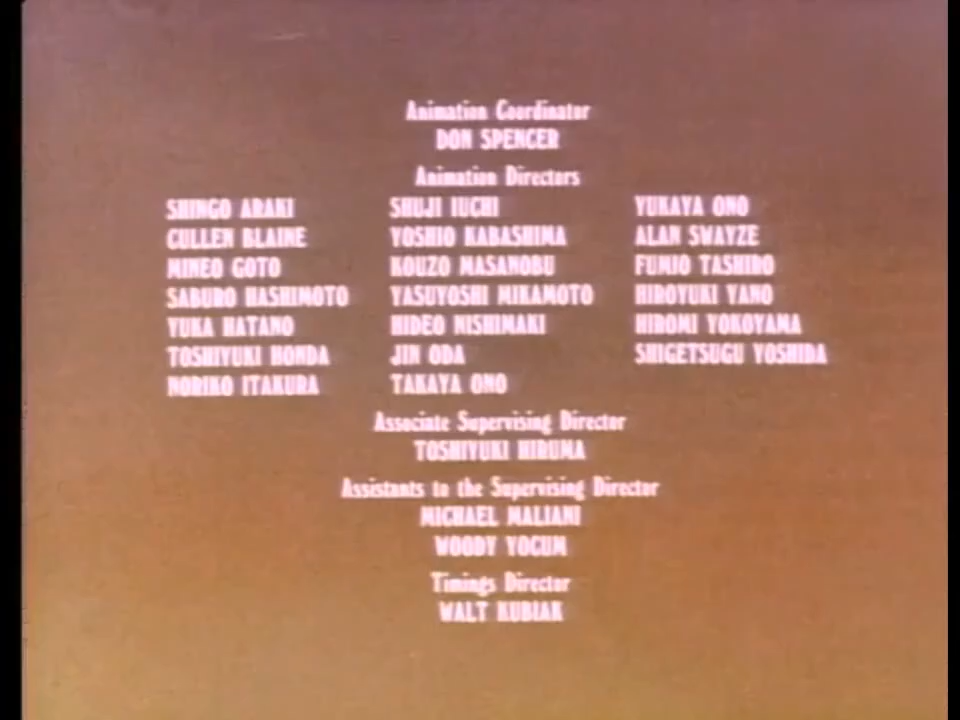 Animation Coordinator
DON SPENCER
Animation Directors
SHINGO ARAKI SHUJI IUCHI YUKAYA ONO
CULLEN BLAINE YOSHIO KABASHIMA ALAN SWAYZE
MINEO GOTO KOUZO MASANOBU FUMIO TASHIRO
SABURO HASHIMOTO YASUYOSHI MIKAMOTO HIROYUKI YANO
YUKA HATANO HIDEO NISHIMAKI HIROMI YOKOYAMA
TOSHIYUKI HONDA JIN ODA SHIGETSUGU YOSHIDA
NORIKO ITAKURA TAKAYA ONO
Associate Supervising Director
TOSHIYUKI HIRUMA
Assistants to the Supervising Director
MICHAEL MALIANI
WOODY YOCUM
Timings Director
WALT KUBIAK